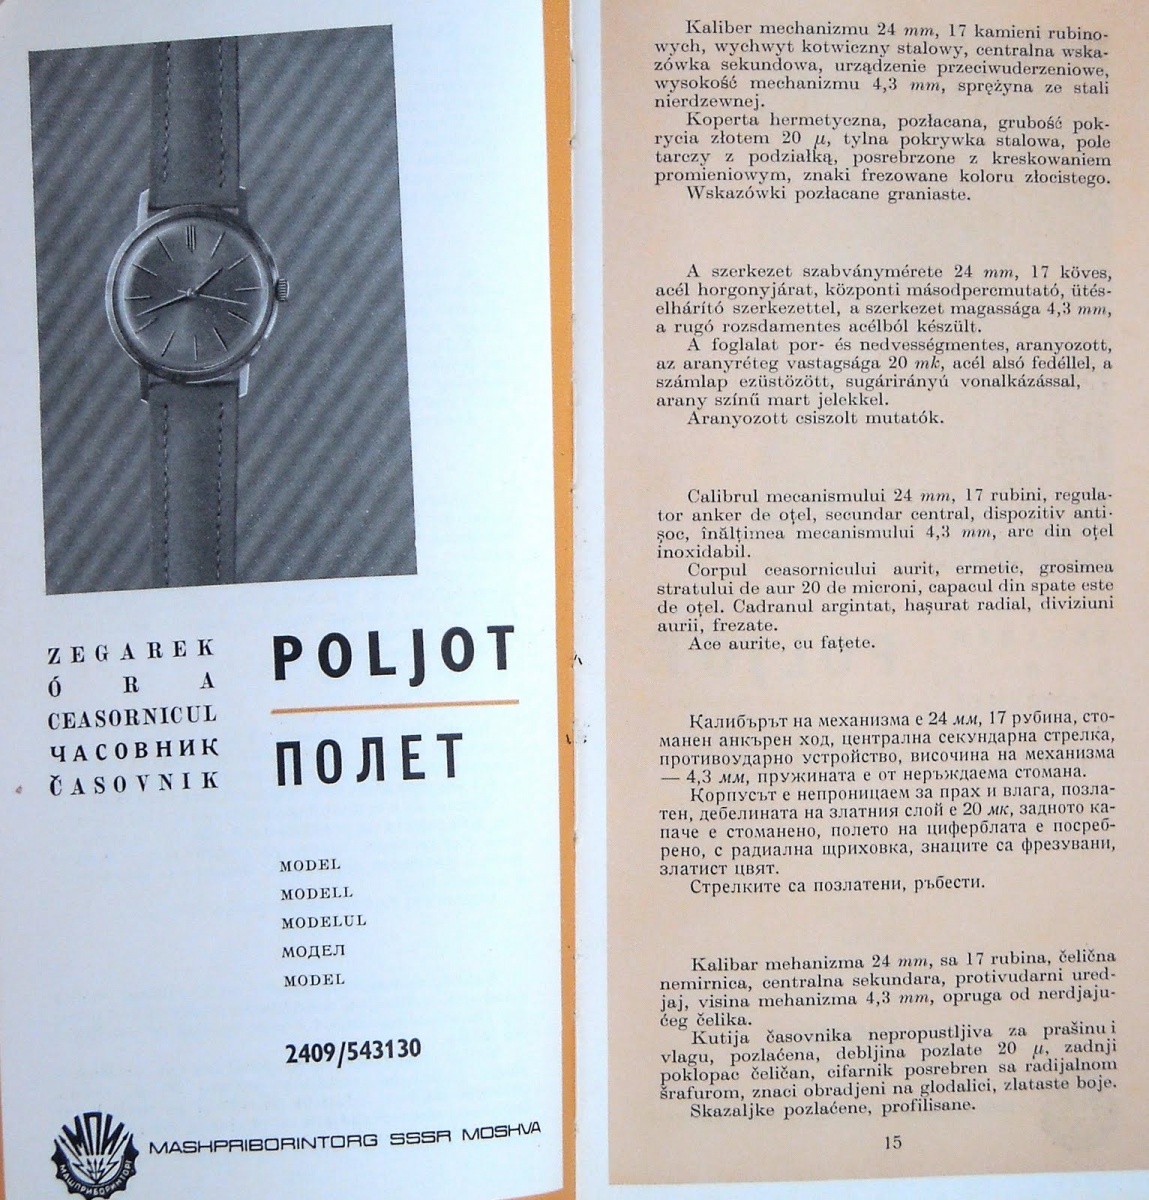 ZEGAREK
ÓRA
CEASORNICUL
ЧАСОВНИК
ČASOVNIK
POLJOT
ПОЛЕТ
MODEL
MODELL
MODELUL
МОДЕЛ
MODEL
2409/543130
МПИ
МАШПРИБОРИНТОРГ
MASHPRIBORINTORG SSSR MOSHVA
Kaliber mechanizmu 24 mm, 17 kamieni rubino-
wych, wychwyt kotwiczny stalowy, centralna wska-
zówka sekundowa, urządzenie przeciwuderzeniowe,
wysokość mechanizmu 4,3 mm, sprężyna ze stali
nierdzewnej.
Koperta hermetyczna, pozłacana, grubość pok-
rycia złotem 20 μ, tylna pokrywka stalowa, pole
tarczy z podziałką, posrebrzone z kreskowaniem
promieniowym, znaki frezowane koloru złocistego.
Wskazówki pozłacane graniaste.
A szerkezet szabványmérete 24 mm, 17 köves,
acél horgonyjárat, központi másodpercmutató, ütés-
elhárító szerkezettel, a szerkezet magassága 4,3 mm,
a rugó rozsdamentes acélból készült.
A foglalat por- és nedvességmentes, aranyozott,
az aranyréteg vastagsága 20 mk, acél alsó fedéllel, a
számlap ezüstözött, sugárirányú vonalkázással,
arany színű mart jelekkel.
Aranyozott csiszolt mutatók.
Calibrul mecanismului 24 mm, 17 rubini, regula-
tor anker de oțel, secundar central, dispozitiv anti-
șoc, înălțimea mecanismului 4,3 mm, arc din oțel
inoxidabil.
Corpul ceasornicului aurit, ermetic, grosimea
stratului de aur 20 de microni, capacul din spate este
de oțel. Cadranul argintat, hașurat radial, diviziuni
aurii, frezate.
Ace aurite, cu fațete.
Калибърът на механизма е 24 мм, 17 рубина, сто-
манен анкърен ход, централна секундарна стрелка,
противоударно устройство, височина на механизма
— 4,3 мм, пружината е от неръждаема стомана.
Корпусът е непроницаем за прах и влага, позла-
тен, дебелината на златния слой е 20 мк, задното ка-
паче е стоманено, полето на циферблата е посреб-
рено, с радиална щриховка, знаците са фрезувани,
златист цвят.
Стрелките са позлатени, ръбести.
Kalibar mehanizma 24 mm, sa 17 rubina, čelična
nemirnica, centralna sekundara, protivudarni ured-
jaj, visina mehanizma 4,3 mm, opruga od nerdjaju-
ćeg čelika.
Kutija časovnika nepropustljiva za prašinu i
vlagu, pozlaćena, debljina pozlate 20 μ, zadnji
poklopac čeličan, cifarnik posrebren sa radijalnom
šrafurom, znaci obradjeni na glodalici, zlataste boje.
Skazaljke pozlaćene, profilisane.
15